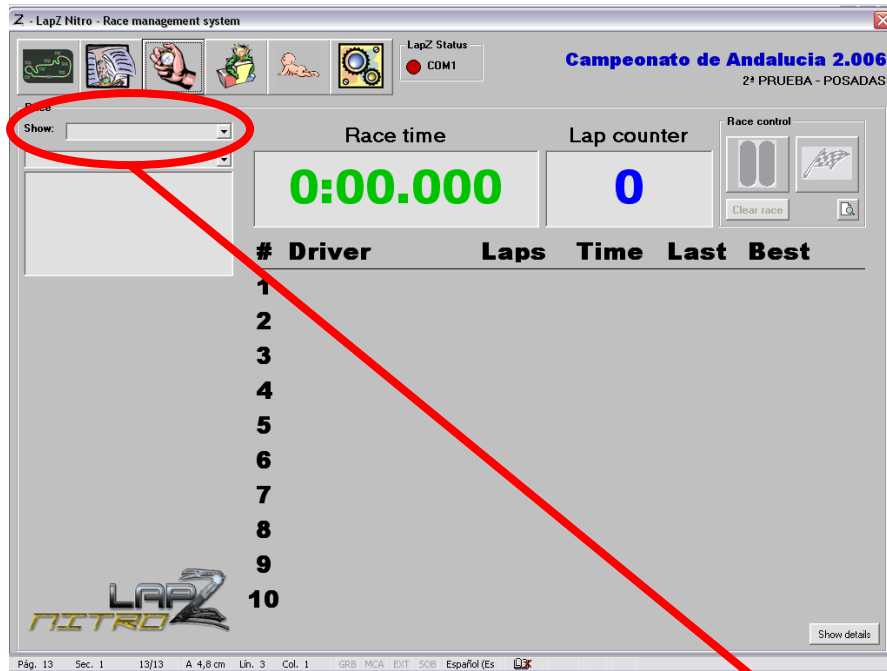 Z - LapZ Nitro - Race management system
LapZ Status
COM1
Campeonato de Andalucia 2.006
2ª PRUEBA - POSADAS
Race
Show:
Race time
0:00.000
Lap counter
0
Race control
Clear race
# Driver Laps Time Last Best
1
2
3
4
5
6
7
8
9
10
LAPZ
NITRO
Show details
Pág. 13 Sec. 1 13/13 A 4,8 cm Lín. 3 Col. 1 GRB MCA EXT SOB Español (Es